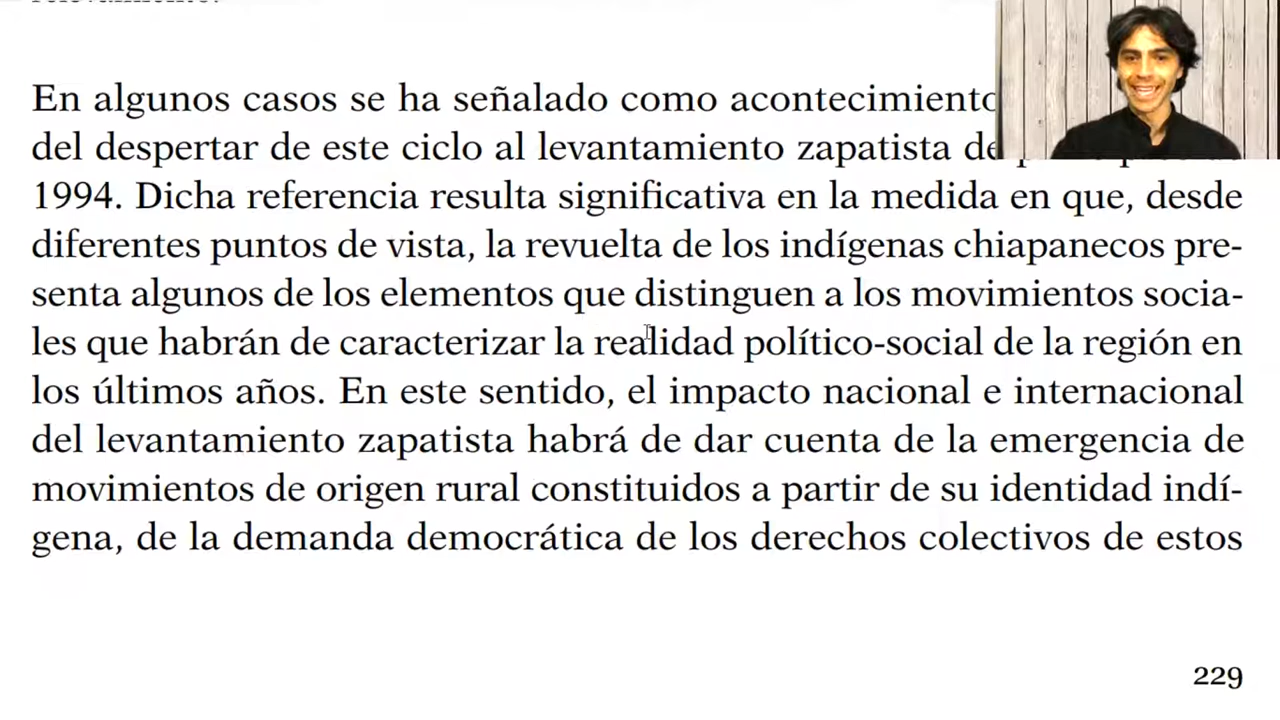 En algunos casos se ha señalado como acontecimiento
del despertar de este ciclo al levantamiento zapatista de
1994. Dicha referencia resulta significativa en la medida en que, desde
diferentes puntos de vista, la revuelta de los indígenas chiapanecos pre-
senta algunos de los elementos que distinguen a los movimientos socia-
les que habrán de caracterizar la realidad político-social de la región en
los últimos años. En este sentido, el impacto nacional e internacional
del levantamiento zapatista habrá de dar cuenta de la emergencia de
movimientos de origen rural constituidos a partir de su identidad indí-
gena, de la demanda democrática de los derechos colectivos de estos
229